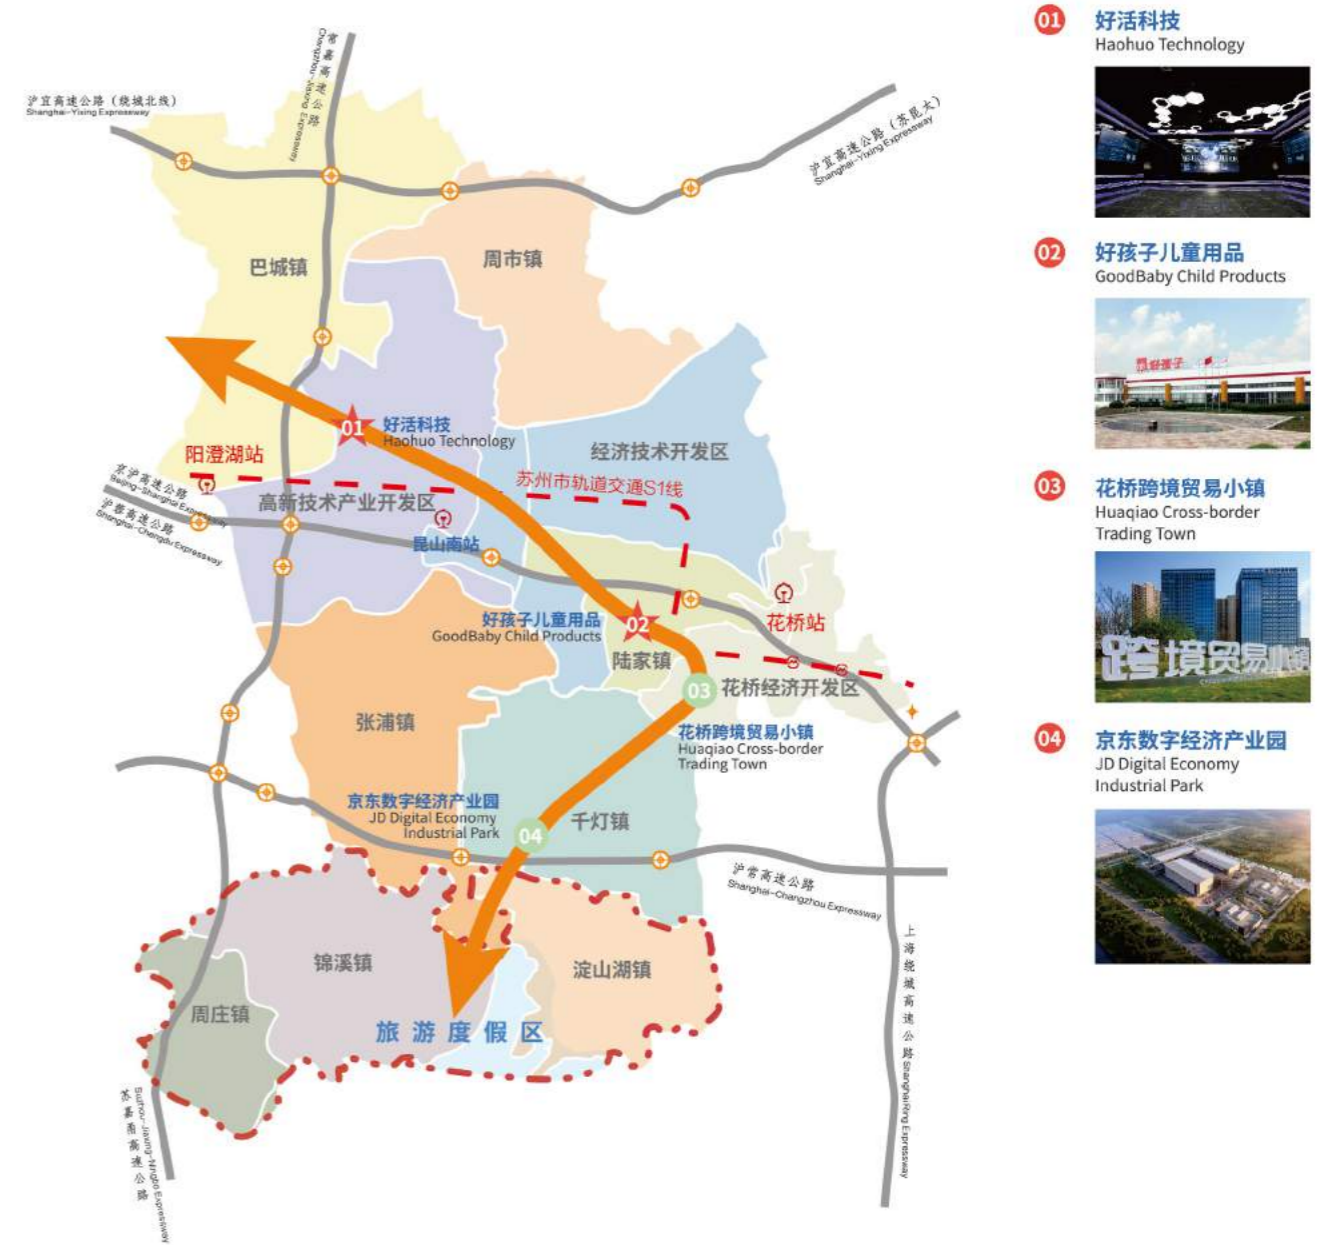 常嘉高速公路
Changzhou-Jiaxing Expressway
沪宜高速公路（绕城北线）
Shanghai-Yixing Expressway
沪宜高速公路（苏昆太）
Shanghai-Yixing Expressway
巴城镇
周市镇
01
好活科技
Haohuo Technology
阳澄湖站
经济技术开发区
苏州市轨道交通S1线
京沪高速公路
Beijing-Shanghai Expressway
沪蓉高速公路
Shanghai-Chengdu Expressway
高新技术产业开发区
昆山南站
好孩子儿童用品
GoodBaby Child Products
02
花桥站
陆家镇
03
花桥经济开发区
张浦镇
花桥跨境贸易小镇
Huaqiao Cross-border
Trading Town
京东数字经济产业园
JD Digital Economy
Industrial Park
04
千灯镇
沪常高速公路
Shanghai-Changzhou Expressway
锦溪镇
淀山湖镇
周庄镇
旅游度假区
上海绕城高速公路
Shanghai Ring Expressway
苏嘉甬高速公路
Suzhou-Jiaxing-Ningbo Expressway
01
好活科技
Haohuo Technology
02
好孩子儿童用品
GoodBaby Child Products
好孩子
03
花桥跨境贸易小镇
Huaqiao Cross-border
Trading Town
跨境贸易小镇
04
京东数字经济产业园
JD Digital Economy
Industrial Park